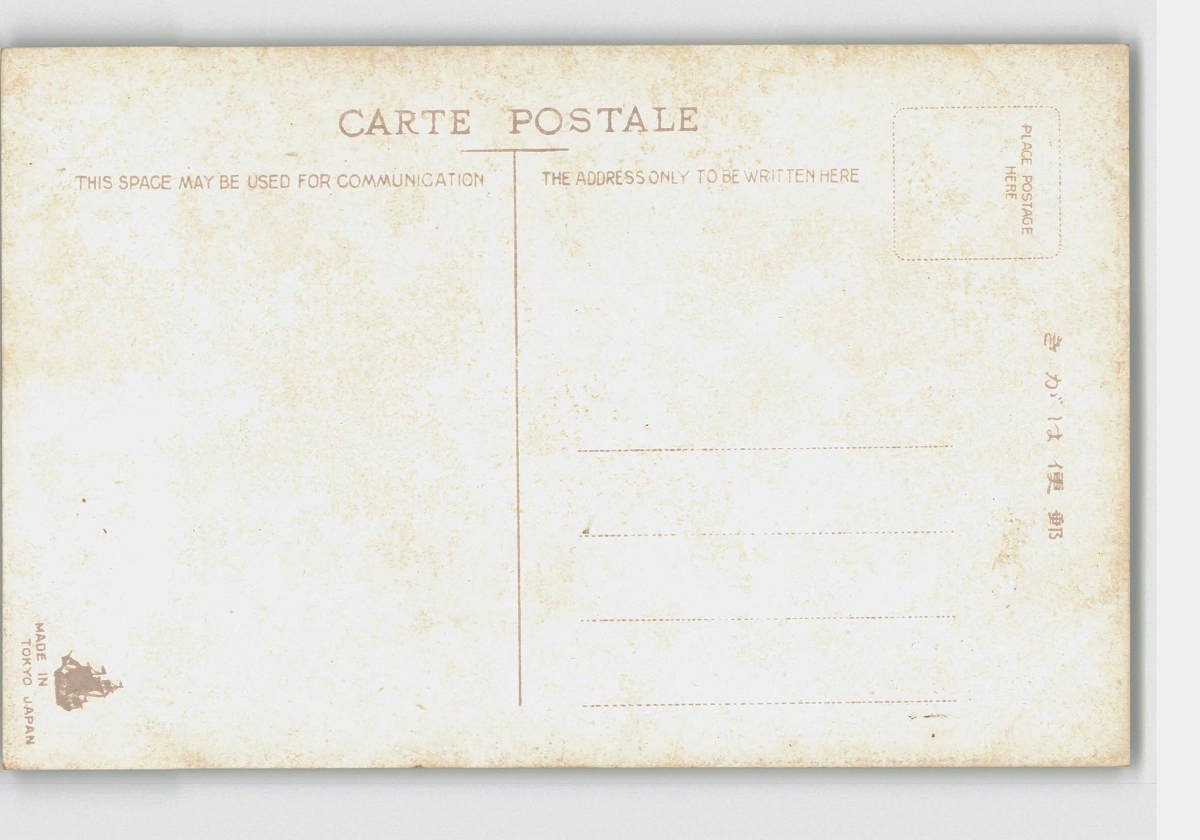 CARTE POSTALE
THIS SPACE MAY BE USED FOR COMMUNICATION
THE ADDRESS ONLY TO BE WRITTEN HERE
PLACE POSTAGE
HERE
きがは便郵
MADE IN
TOKYO JAPAN